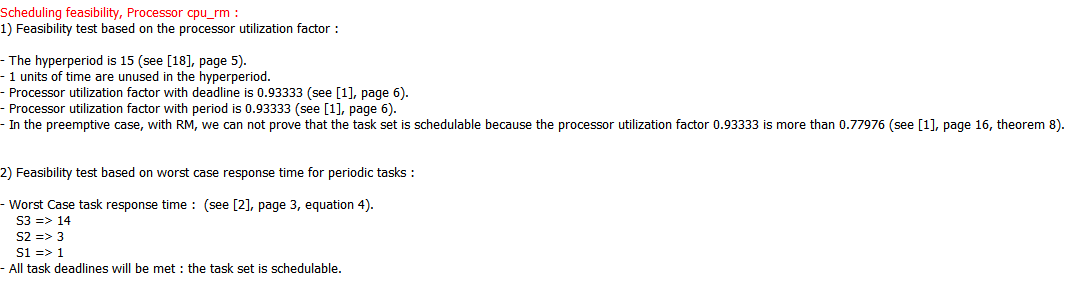 Scheduling feasibility, Processor cpu_rm :
1) Feasibility test based on the processor utilization factor :
- The hyperperiod is 15 (see [18], page 5).
- 1 units of time are unused in the hyperperiod.
- Processor utilization factor with deadline is 0.93333 (see [1], page 6).
- Processor utilization factor with period is 0.93333 (see [1], page 6).
- In the preemptive case, with RM, we can not prove that the task set is schedulable because the processor utilization factor 0.93333 is more than 0.77976 (see [1], page 16, theorem 8).
2) Feasibility test based on worst case response time for periodic tasks :
- Worst Case task response time :  (see [2], page 3, equation 4).
S3 => 14
S2 => 3
S1 => 1
- All task deadlines will be met : the task set is schedulable.